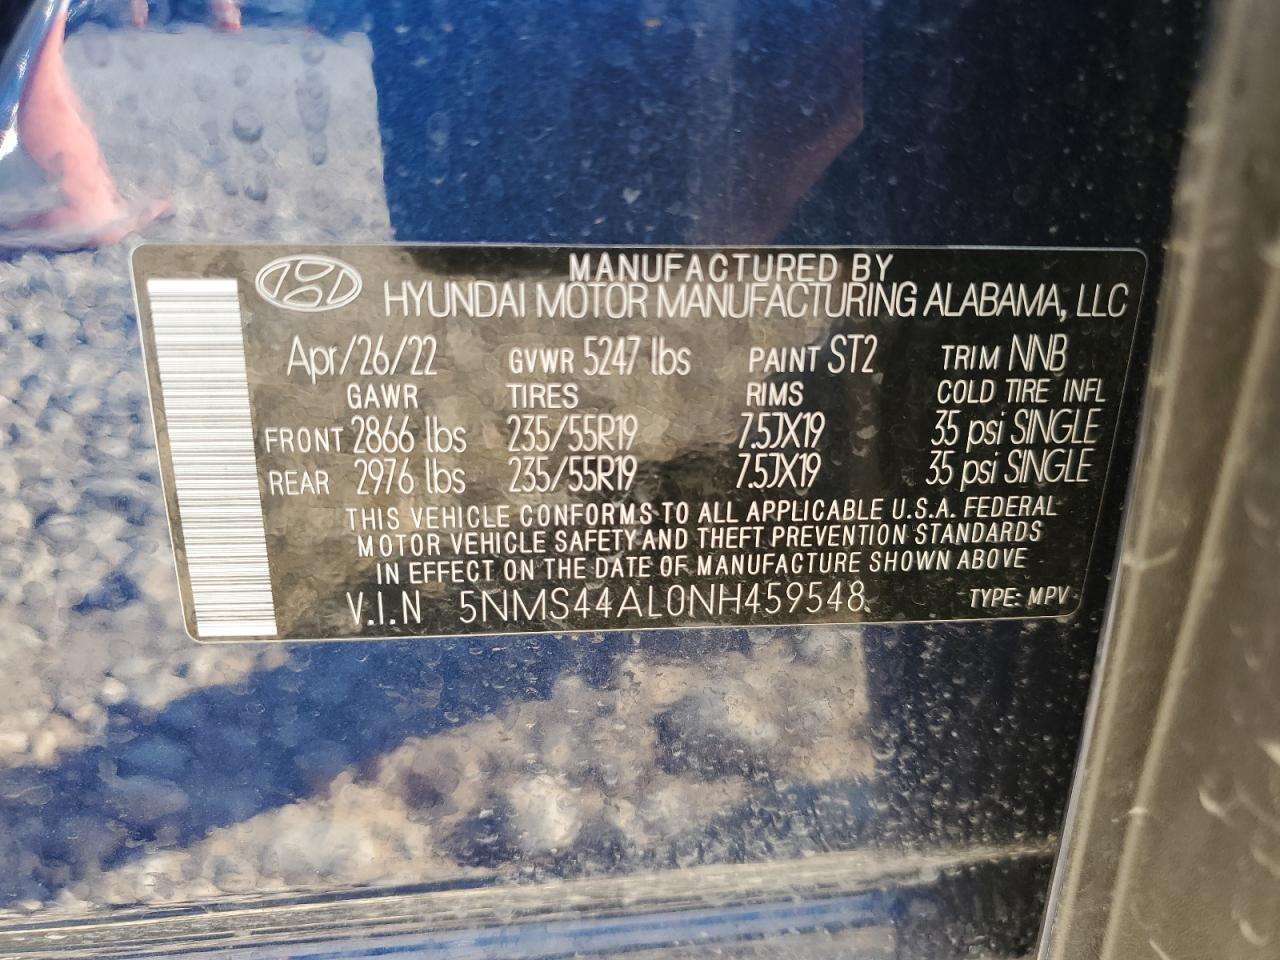 MANUFACTURED BY
HYUNDAI MOTOR MANUFACTURING ALABAMA, LLC
Apr/26/22 GVWR 5247 lbs PAINT ST2 TRIM NNB
GAWR TIRES RIMS COLD TIRE INFL
FRONT 2866 lbs 235/55R19 7.5JX19 35 psi SINGLE
REAR 2976 lbs 235/55R19 7.5JX19 35 psi SINGLE
THIS VEHICLE CONFORMS TO ALL APPLICABLE U.S.A. FEDERAL
MOTOR VEHICLE SAFETY AND THEFT PREVENTION STANDARDS
IN EFFECT ON THE DATE OF MANUFACTURE SHOWN ABOVE
V.I.N 5NMS44AL0NH459548 TYPE: MPV